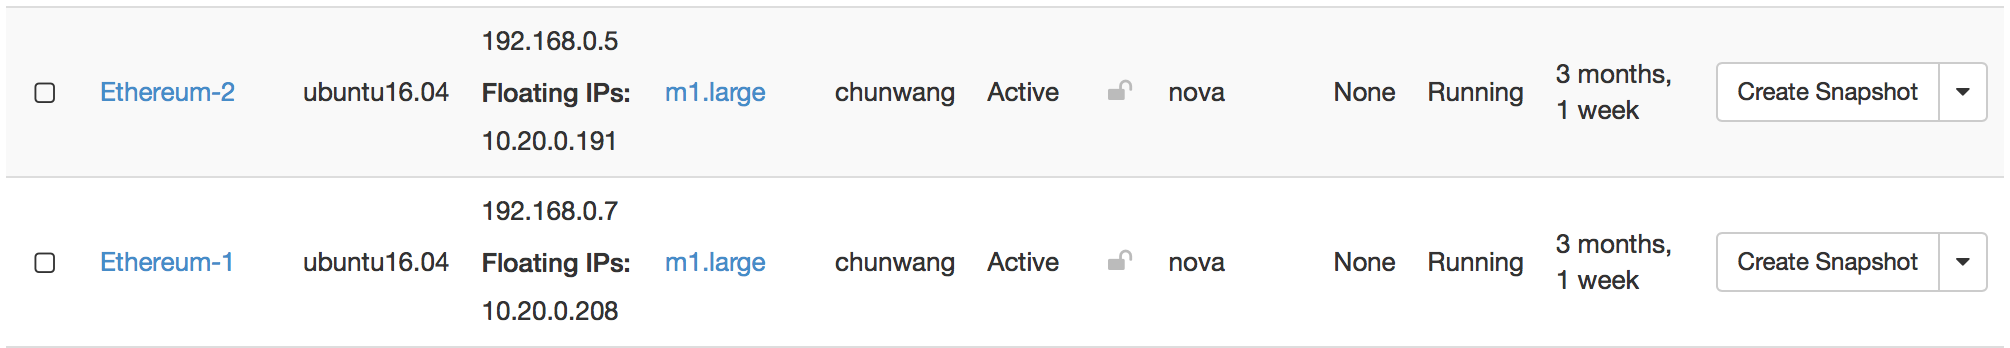 192.168.0.5
Ethereum-2 ubuntu16.04 Floating IPs: m1.large chunwang Active nova None Running 3 months, 1 week Create Snapshot
10.20.0.191
192.168.0.7
Ethereum-1 ubuntu16.04 Floating IPs: m1.large chunwang Active nova None Running 3 months, 1 week Create Snapshot
10.20.0.208